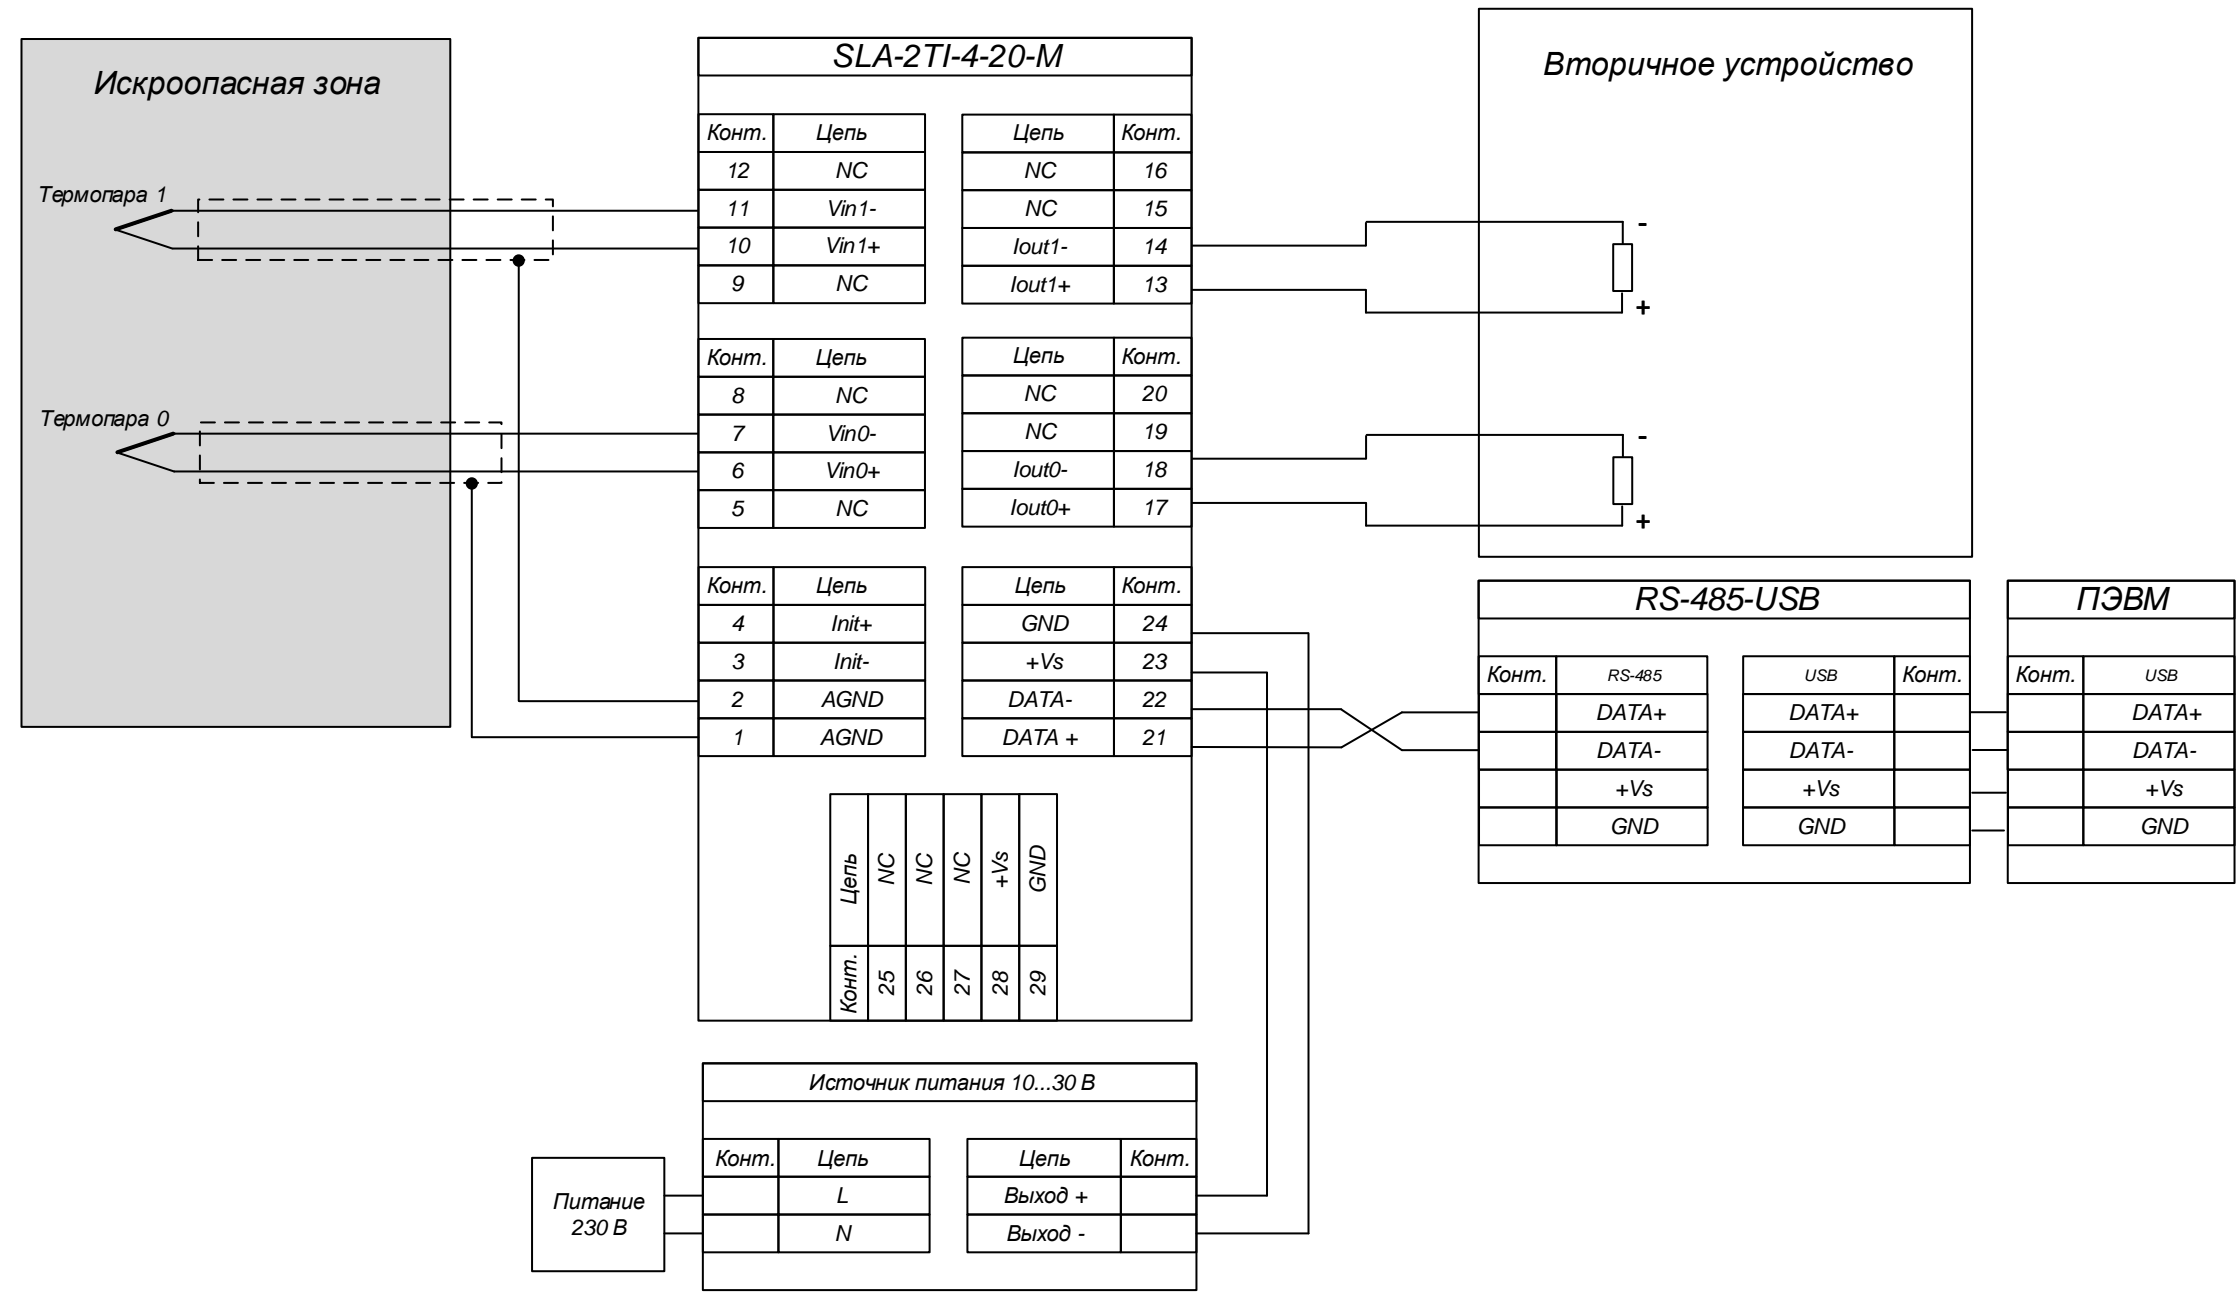 Искроопасная зона
Термопара 1
Термопара 0
SLA-2TI-4-20-M
Конт. Цепь
12 NC
11 Vin1-
10 Vin1+
9 NC
Цепь Конт.
NC 16
NC 15
Iout1- 14
Iout1+ 13
Конт. Цепь
8 NC
7 Vin0-
6 Vin0+
5 NC
Цепь Конт.
NC 20
NC 19
Iout0- 18
Iout0+ 17
Конт. Цепь
4 Init+
3 Init-
2 AGND
1 AGND
Цепь Конт.
GND 24
+Vs 23
DATA- 22
DATA + 21
Конт. Цепь
25 NC
26 NC
27 NC
28 +Vs
29 GND
Вторичное устройство
-
+
-
+
RS-485-USB
Конт. RS-485
DATA+
DATA-
+Vs
GND
USB Конт.
DATA+
DATA-
+Vs
GND
ПЭВМ
Конт. USB
DATA+
DATA-
+Vs
GND
Источник питания 10...30 В
Конт. Цепь
L
N
Цепь Конт.
Выход +
Выход -
Питание
230 В